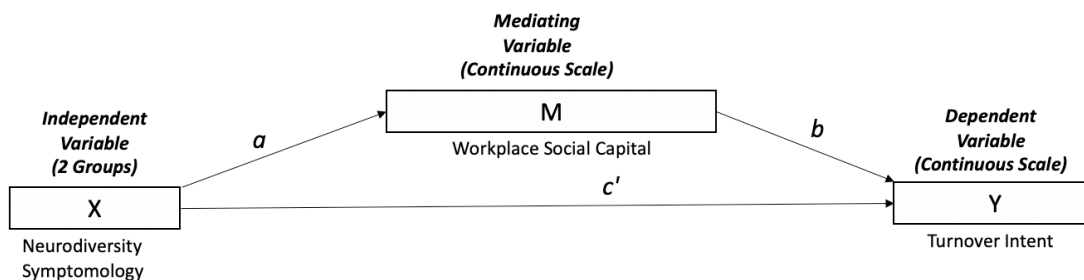 Mediating
Variable
(Continuous Scale)
M
Workplace Social Capital
Independent
Variable
(2 Groups)
X
Neurodiversity
Symptomology
a
b
c'
Dependent
Variable
(Continuous Scale)
Y
Turnover Intent